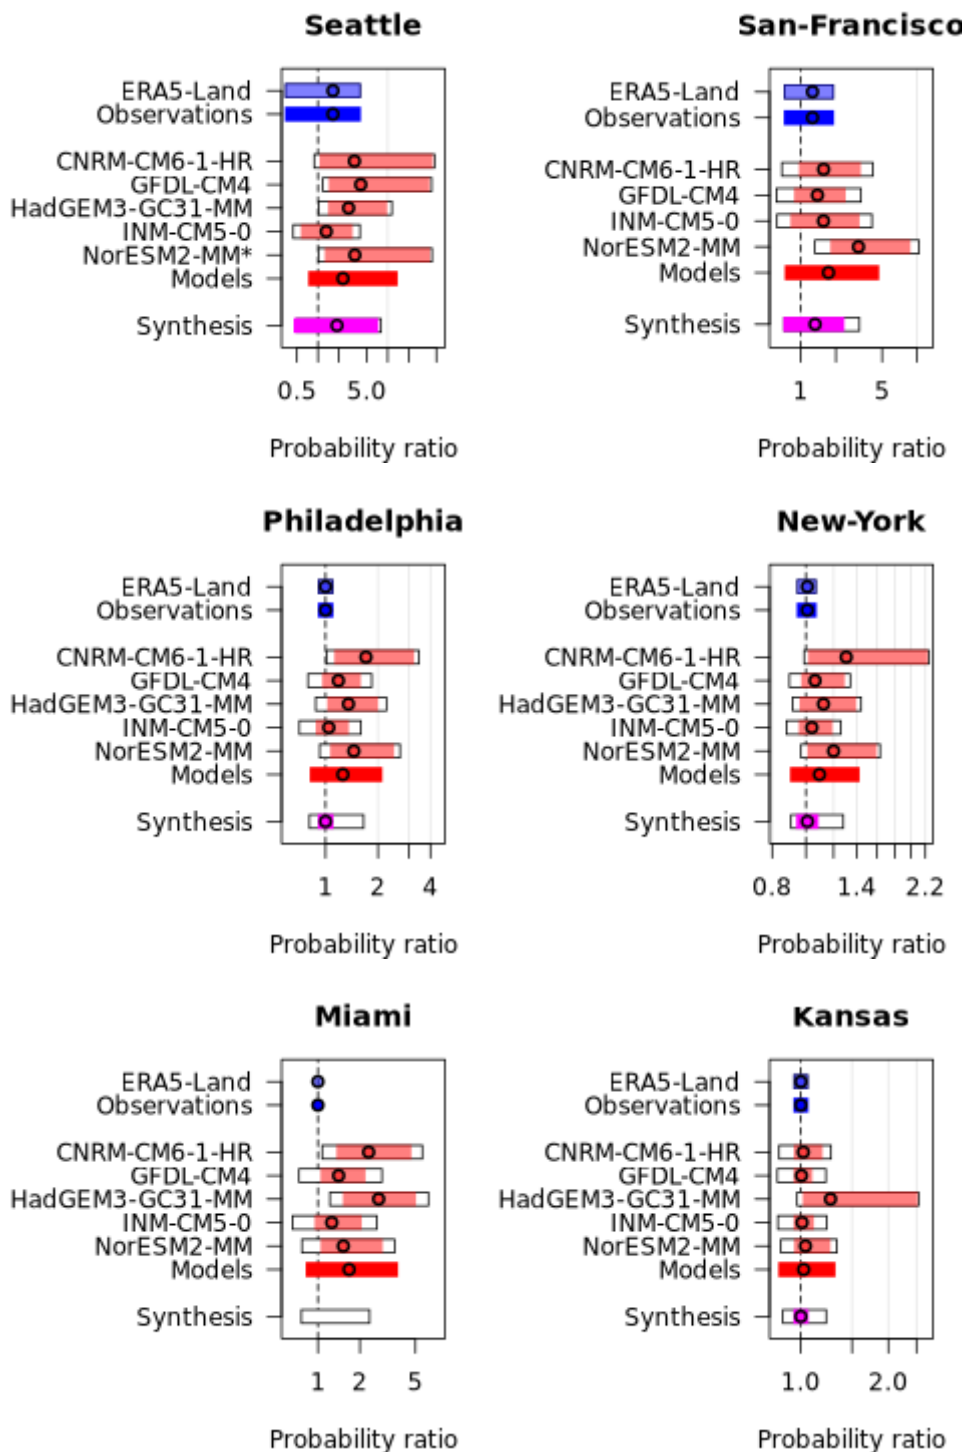 Seattle
ERA5-Land
Observations
CNRM-CM6-1-HR
GFDL-CM4
HadGEM3-GC31-MM
INM-CM5-0
NorESM2-MM*
Models
Synthesis
0.5 5.0
Probability ratio
San-Francisco
ERA5-Land
Observations
CNRM-CM6-1-HR
GFDL-CM4
INM-CM5-0
NorESM2-MM
Models
Synthesis
1 5
Probability ratio
Philadelphia
ERA5-Land
Observations
CNRM-CM6-1-HR
GFDL-CM4
HadGEM3-GC31-MM
INM-CM5-0
NorESM2-MM
Models
Synthesis
1 2 4
Probability ratio
New-York
ERA5-Land
Observations
CNRM-CM6-1-HR
GFDL-CM4
HadGEM3-GC31-MM
INM-CM5-0
NorESM2-MM
Models
Synthesis
0.8 1.4 2.2
Probability ratio
Miami
ERA5-Land
Observations
CNRM-CM6-1-HR
GFDL-CM4
HadGEM3-GC31-MM
INM-CM5-0
NorESM2-MM
Models
Synthesis
1 2 5
Probability ratio
Kansas
ERA5-Land
Observations
CNRM-CM6-1-HR
GFDL-CM4
HadGEM3-GC31-MM
INM-CM5-0
NorESM2-MM
Models
Synthesis
1.0 2.0
Probability ratio